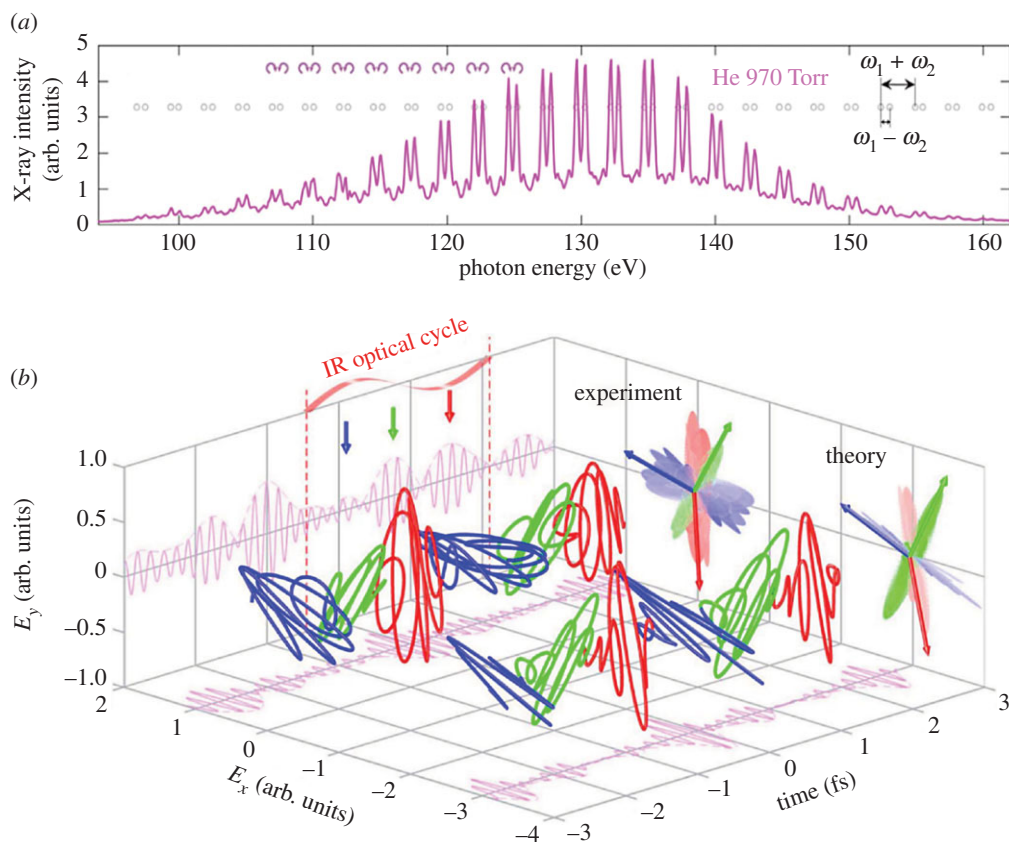 (a)
5
4
3
2
1
0
X-ray intensity
(arb. units)
He 970 Torr
ω1 + ω2
ω1 − ω2
100 110 120 130 140 150 160
photon energy (eV)
(b)
IR optical cycle
experiment
theory
1.0
0.5
0
−0.5
−1.0
Ey (arb. units)
2 1 0 −1 −2 −3 −4
Ex (arb. units)
−3 −2 −1 0 1 2 3
time (fs)